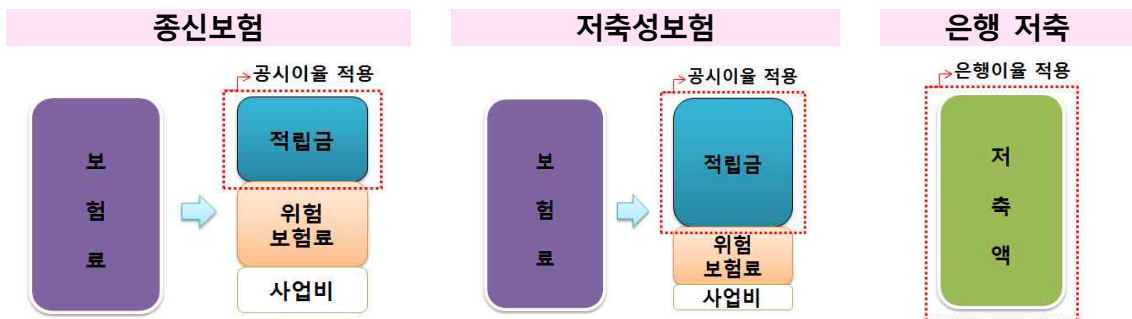 종신보험
공시이율 적용
보
험
료
적립금
위험
보험료
사업비
저축성보험
공시이율 적용
보
험
료
적립금
위험
보험료
사업비
은행 저축
은행이율 적용
저
축
액